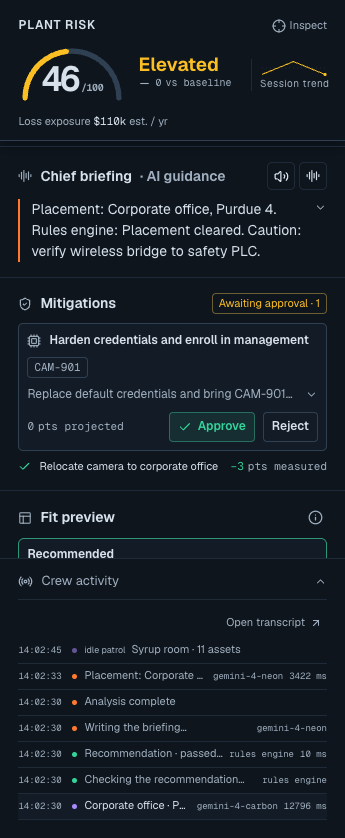 PLANT RISK
Inspect
46 /100
Elevated
— 0 vs baseline
Session trend
Loss exposure $110k est. / yr
Chief briefing · AI guidance
Placement: Corporate office, Purdue 4.
Rules engine: Placement cleared. Caution:
verify wireless bridge to safety PLC.
Mitigations
Awaiting approval · 1
Harden credentials and enroll in management
CAM-901
Replace default credentials and bring CAM-901...
0 pts projected
Approve
Reject
Relocate camera to corporate office
−3 pts measured
Fit preview
Recommended
Crew activity
Open transcript
14:02:45 idle patrol Syrup room · 11 assets
14:02:33 Placement: Corporate ... gemini-4-neon 3422 ms
14:02:30 Analysis complete
14:02:30 Writing the briefing... gemini-4-neon
14:02:30 Recommendation · passed... rules engine 10 ms
14:02:30 Checking the recommendation... rules engine
14:02:30 Corporate office · P... gemini-4-carbon 12796 ms